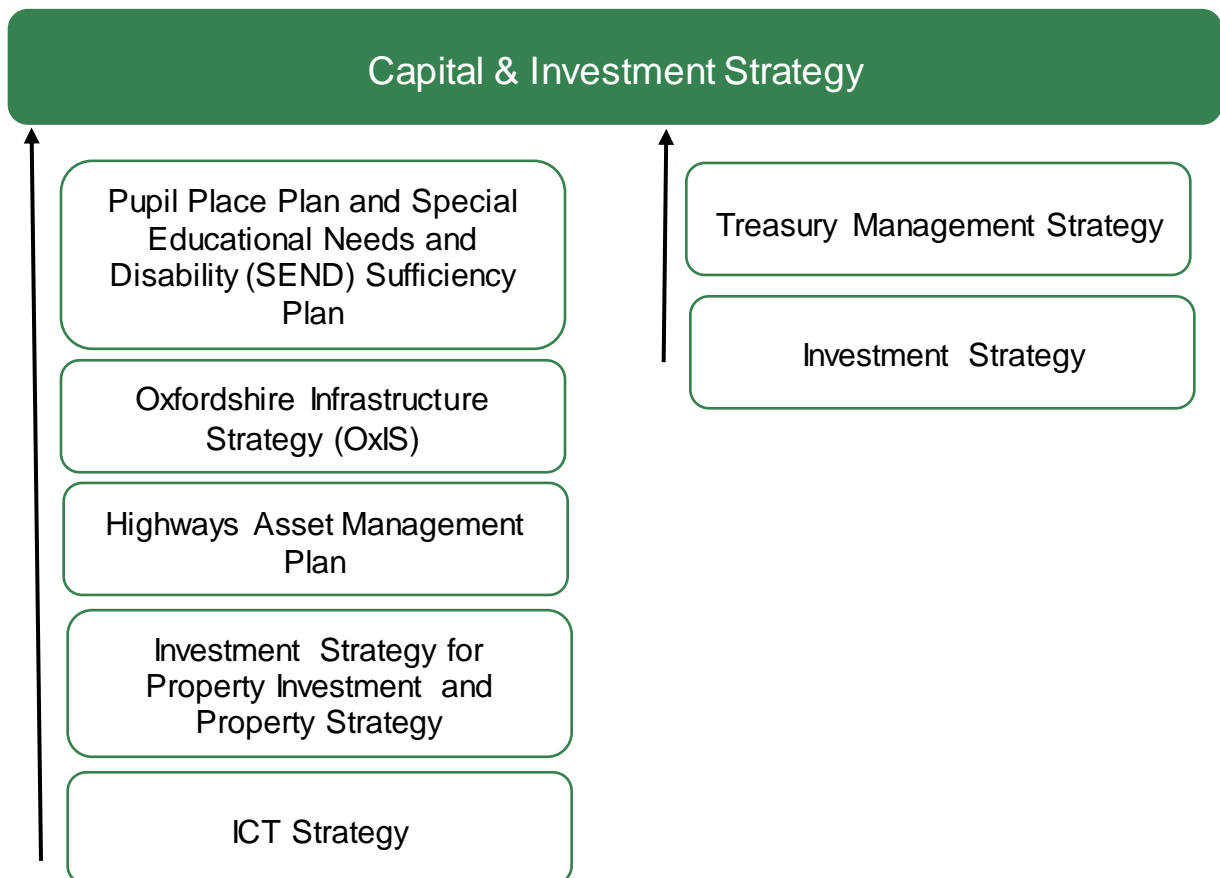 Capital & Investment Strategy
Pupil Place Plan and Special
Educational Needs and
Disability (SEND) Sufficiency
Plan
Oxfordshire Infrastructure
Strategy (OxIS)
Highways Asset Management
Plan
Investment Strategy for
Property Investment and
Property Strategy
ICT Strategy
Treasury Management Strategy
Investment Strategy